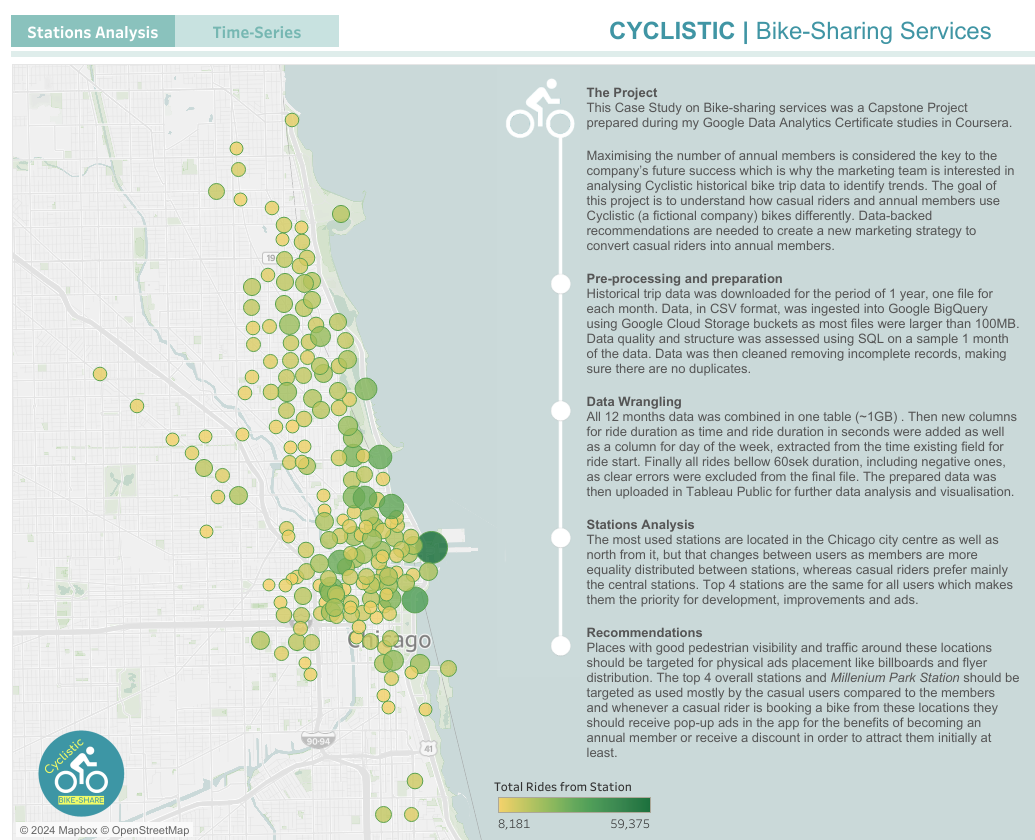 Stations Analysis
Time-Series
CYCLISTIC | Bike-Sharing Services
The Project
This Case Study on Bike-sharing services was a Capstone Project
prepared during my Google Data Analytics Certificate studies in Coursera.
Maximising the number of annual members is considered the key to the
company's future success which is why the marketing team is interested in
analysing Cyclistic historical bike trip data to identify trends. The goal of
this project is to understand how casual riders and annual members use
Cyclistic (a fictional company) bikes differently. Data-backed
recommendations are needed to create a new marketing strategy to
convert casual riders into annual members.
Pre-processing and preparation
Historical trip data was downloaded for the period of 1 year, one file for
each month. Data, in CSV format, was ingested into Google BigQuery
using Google Cloud Storage buckets as most files were larger than 100MB.
Data quality and structure was assessed using SQL on a sample 1 month
of the data. Data was then cleaned removing incomplete records, making
sure there are no duplicates.
Data Wrangling
All 12 months data was combined in one table (~1GB) . Then new columns
for ride duration as time and ride duration in seconds were added as well
as a column for day of the week, extracted from the time existing field for
ride start. Finally all rides bellow 60sek duration, including negative ones,
as clear errors were excluded from the final file. The prepared data was
then uploaded in Tableau Public for further data analysis and visualisation.
Stations Analysis
The most used stations are located in the Chicago city centre as well as
north from it, but that changes between users as members are more
equality distributed between stations, whereas casual riders prefer mainly
the central stations. Top 4 stations are the same for all users which makes
them the priority for development, improvements and ads.
Recommendations
Places with good pedestrian visibility and traffic around these locations
should be targeted for physical ads placement like billboards and flyer
distribution. The top 4 overall stations and Millenium Park Station should be
targeted as used mostly by the casual users compared to the members
and whenever a casual rider is booking a bike from these locations they
should receive pop-up ads in the app for the benefits of becoming an
annual member or receive a discount in order to attract them initially at
least.
19
Chicago
90-94
41
Cyclistic
BIKE-SHARE
Total Rides from Station
8,181
59,375
© 2024 Mapbox © OpenStreetMap